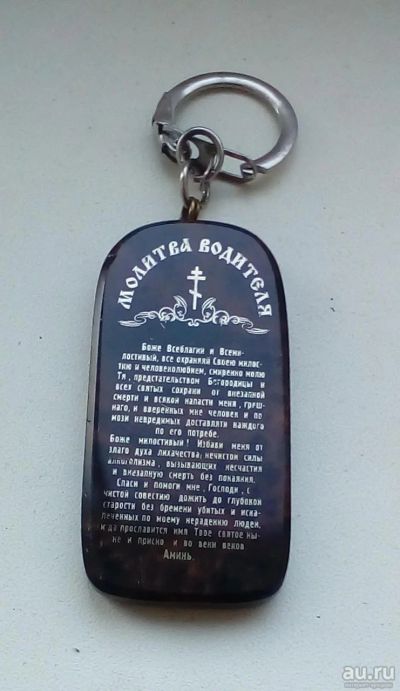 МОЛИТВА ВОДИТЕЛЯ
Боже Всеблагии и Всеми-
лостивый, все охраняяй Своею милос-
тию и человеколюбием, смиренно молю
Тя, предстательством Богородицы и
всех святых сохрани от внезапной
смерти и всякой напасти меня, греш-
наго, и вверенных мне человек и по-
мози невредимых доставляти каждого
по его потребе.
Боже милостивый! Избави меня от
злаго духа лихачества, нечистой силы
алкоголизма, вызывающих несчастия
и внезапную смерть без покаяния.
Спаси и помоги мне, Господи, с
чистой совестию дожить до глубокой
старости без бремени убитых и иска-
леченных по моему нерадению людей,
и да прославится имя Твое святое ны-
не и присно, и во веки веков
Аминь.
au.ru